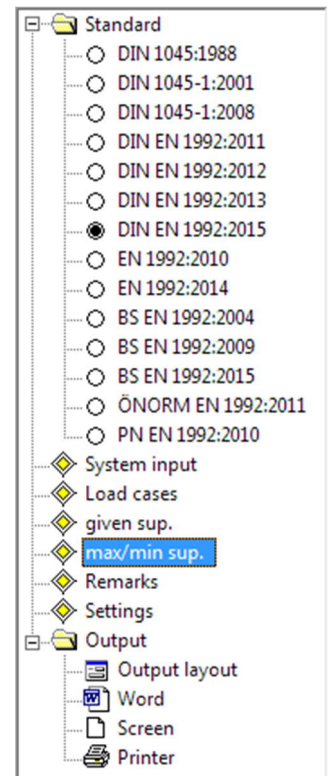 Standard
DIN 1045:1988
DIN 1045-1:2001
DIN 1045-1:2008
DIN EN 1992:2011
DIN EN 1992:2012
DIN EN 1992:2013
DIN EN 1992:2015
EN 1992:2010
EN 1992:2014
BS EN 1992:2004
BS EN 1992:2009
BS EN 1992:2015
ÖNORM EN 1992:2011
PN EN 1992:2010
System input
Load cases
given sup.
max/min sup.
Remarks
Settings
Output
Output layout
Word
Screen
Printer